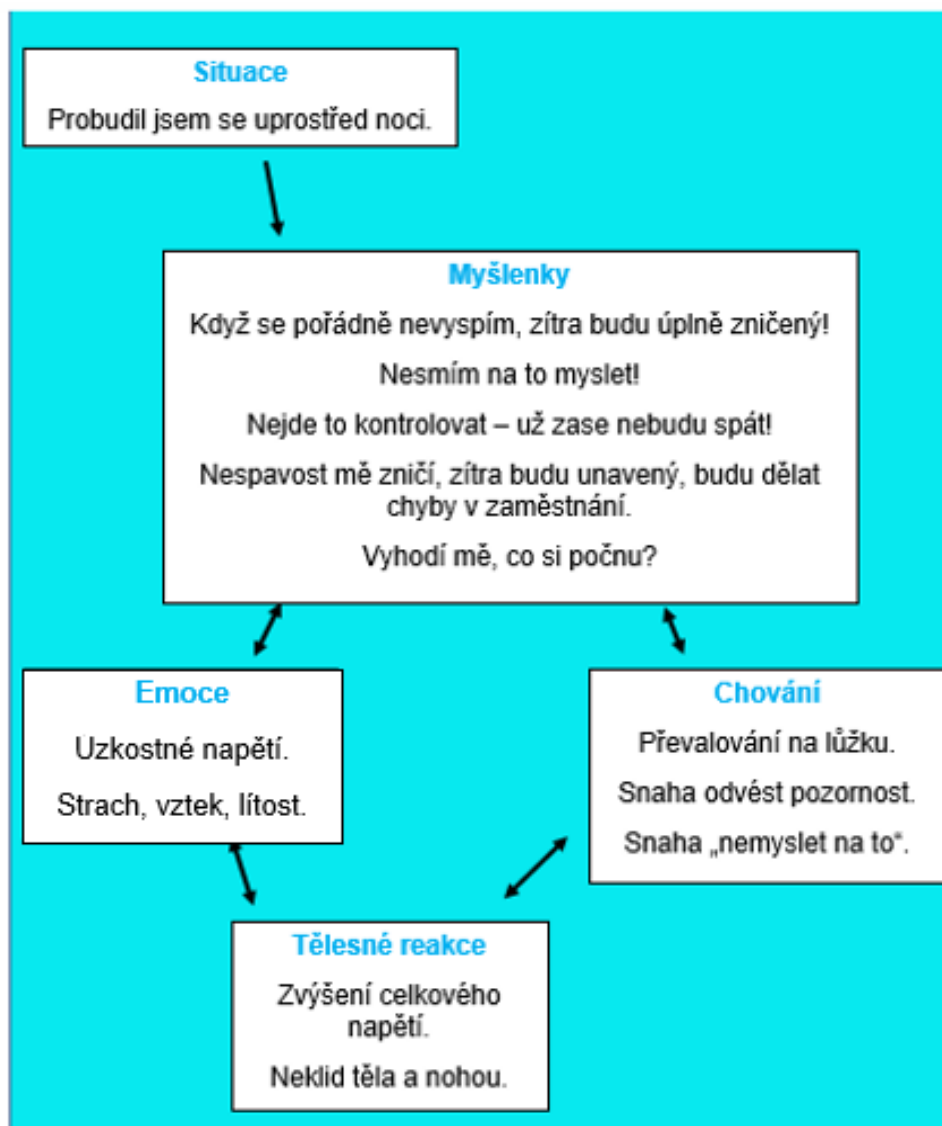 Situace
Probudil jsem se uprostřed noci.
Myšlenky
Když se pořádně nevyspím, zítra budu úplně zničený!
Nesmím na to myslet!
Nejde to kontrolovat – už zase nebudu spát!
Nespavost mě zničí, zítra budu unavený, budu dělat
chyby v zaměstnání.
Vyhodí mě, co si počnu?
Emoce
Uzkostné napětí.
Strach, vztek, lítost.
Chování
Převalování na lůžku.
Snaha odvést pozornost.
Snaha „nemyslet na to“.
Tělesné reakce
Zvýšení celkového
napětí.
Neklid těla a nohou.